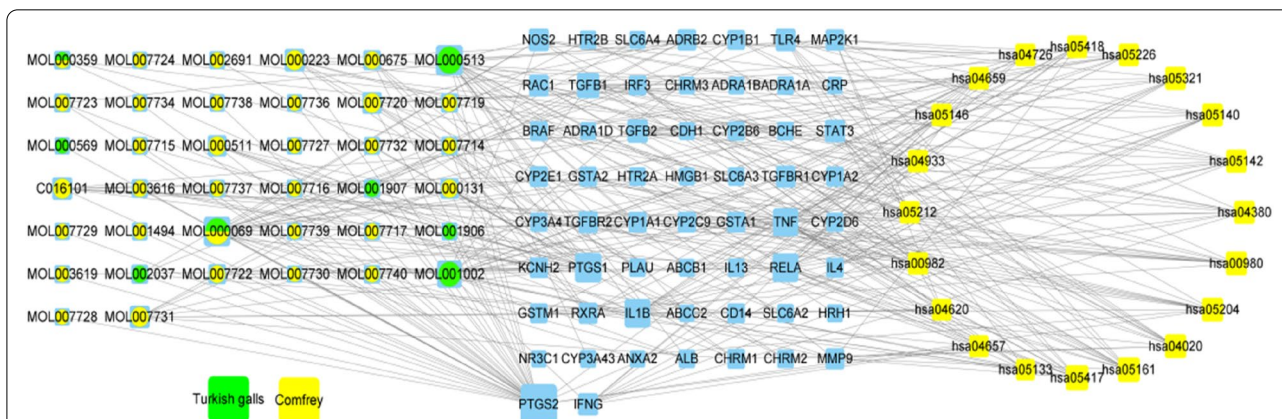 MOL000359 MOL007724 MOL002691 MOL000223 MOL000675 MOL000513
MOL007723 MOL007734 MOL007738 MOL007736 MOL007720 MOL007719
MOL000569 MOL007715 MOL000511 MOL007727 MOL007732 MOL007714
C016101 MOL003616 MOL007737 MOL007716 MOL001907 MOL000131
MOL007729 MOL001494 MOL000069 MOL007739 MOL007717 MOL001906
MOL003619 MOL002037 MOL007722 MOL007730 MOL007740 MOL001002
MOL007728 MOL007731
Turkish galls Comfrey
NOS2 HTR2B SLC6A4 ADRB2 CYP1B1 TLR4 MAP2K1
RAC1 TGFB1 IRF3 CHRM3 ADRA1B ADRA1A CRP
BRAF ADRA1D TGFB2 CDH1 CYP2B6 BCHE STAT3
CYP2E1 GSTA2 HTR2A HMGB1 SLC6A3 TGFBR1 CYP1A2
CYP3A4 TGFBR2 CYP1A1 CYP2C9 GSTA1 TNF CYP2D6
KCNH2 PTGS1 PLAU ABCB1 IL13 RELA IL4
GSTM1 RXRA IL1B ABCC2 CD14 SLC6A2 HRH1
NR3C1 CYP3A43 ANXA2 ALB CHRM1 CHRM2 MMP9
PTGS2 IFNG
hsa05418
hsa04726 hsa05226
hsa04659 hsa05321
hsa05146 hsa05140
hsa04933 hsa05142
hsa05212 hsa04380
hsa00982 hsa00980
hsa04620 hsa05204
hsa04657 hsa04020
hsa05133 hsa05161
hsa05417